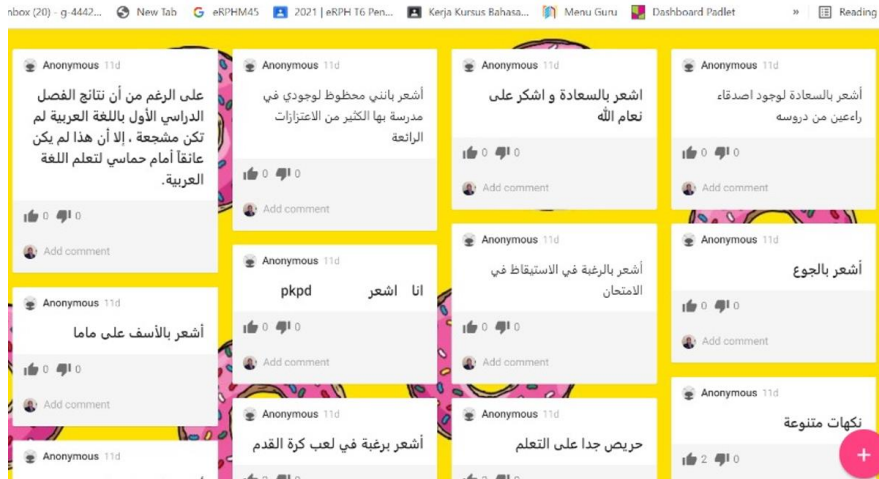 nbox (20) - g-4442...
New Tab
eRPHM45
2021 | eRPH T6 Pen...
Kerja Kursus Bahasa...
Menu Guru
Dashboard Padlet
»
Reading
Anonymous 11d
على الرغم من أن نتائج الفصل
الدراسي الأول باللغة العربية لم
تكن مشجعة ، إلا أن هذا لم يكن
عائقاً أمام حماسي لتعلم اللغة
العربية.
0 0
Add comment
Anonymous 11d
أشعر بالأسف على ماما
0 0
Add comment
Anonymous 11d
Anonymous 11d
أشعر بانني محظوظ لوجودي في
مدرسة بها الكثير من الاعتزازات
الرائعة
0 0
Add comment
Anonymous 11d
انا اشعر pkpd
0 0
Add comment
Anonymous 11d
أشعر برغبة في لعب كرة القدم
Anonymous 11d
اشعر بالسعادة و اشكر على
نعام الله
0 0
Add comment
Anonymous 11d
أشعر بالرغبة في الاستيقاظ في
الامتحان
0 0
Add comment
Anonymous 11d
حريص جدا على التعلم
Anonymous 11d
أشعر بالسعادة لوجود اصدقاء
راءعين من دروسه
0 0
Add comment
Anonymous 11d
أشعر بالجوع
0 0
Add comment
Anonymous 11d
نكهات متنوعة
2 0
+